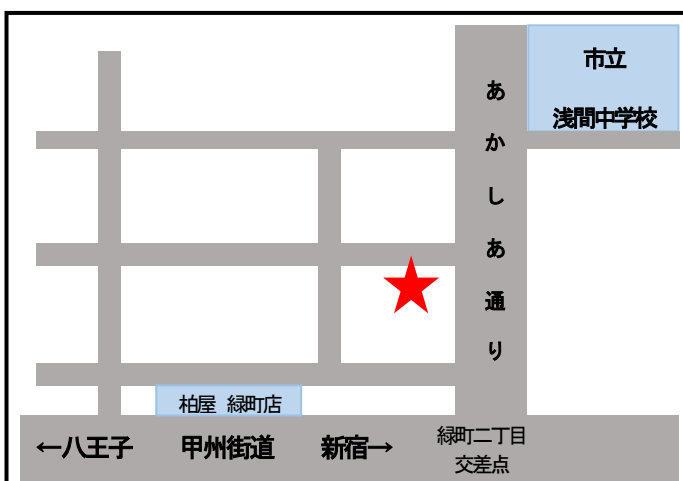 市立
浅間中学校
あかしあ通り
柏屋 緑町店
←八王子 甲州街道 新宿→
緑町二丁目
交差点